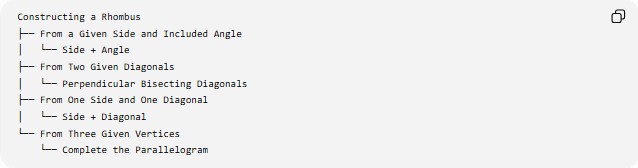 Constructing a Rhombus
├── From a Given Side and Included Angle
│   └── Side + Angle
├── From Two Given Diagonals
│   └── Perpendicular Bisecting Diagonals
├── From One Side and One Diagonal
│   └── Side + Diagonal
└── From Three Given Vertices
    └── Complete the Parallelogram